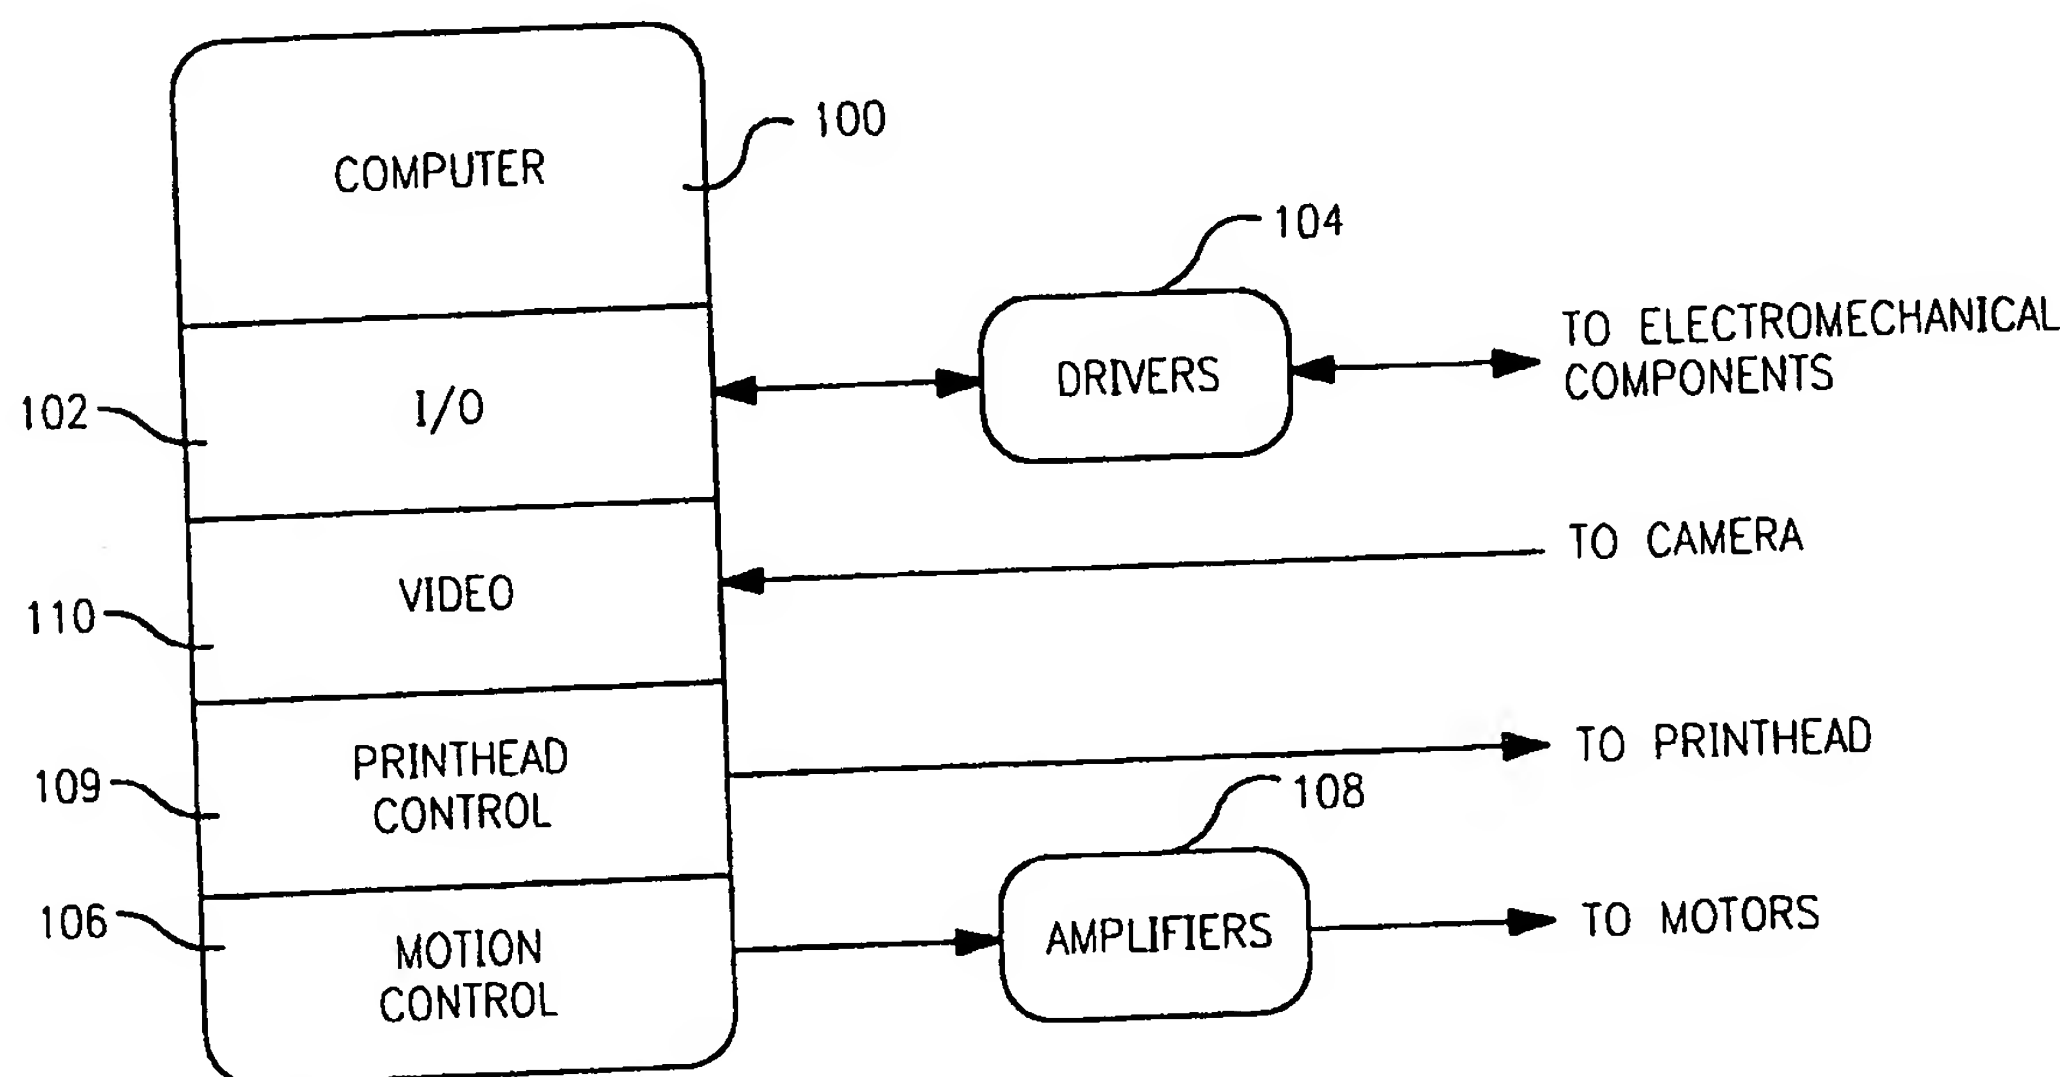 COMPUTER
100
104
I/O
102
DRIVERS
TO ELECTROMECHANICAL
COMPONENTS
VIDEO
110
TO CAMERA
PRINTHEAD
CONTROL
109
TO PRINTHEAD
108
MOTION
CONTROL
106
AMPLIFIERS
TO MOTORS